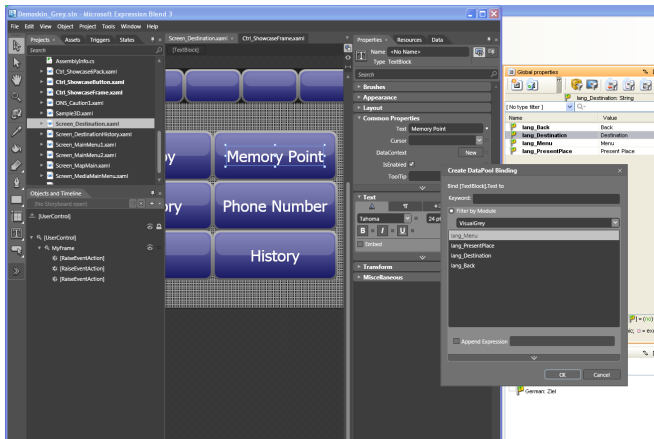 Demoskin_Grey.sln - Microsoft Expression Blend 3
File Edit View Object Project Tools Window Help
Projects × Assets Triggers States
Search
AssemblyInfo.cs
Ctrl_ShowcaseEPack.xaml
Ctrl_ShowcaseButton.xaml
Ctrl_ShowcaseFrame.xaml
ONS_Caution1.xaml
Sample3D.xaml
Screen_Destination.xaml
Screen_DestinationHistory.xaml
Screen_MainMenu1.xaml
Screen_MainMenu2.xaml
Screen_MapMain.xaml
Screen_MediaMainMenu.xaml
Objects and Timeline
(No Storyboard open)
[UserControl]
[UserControl]
MyFrame
[RaiseEventAction]
[RaiseEventAction]
[RaiseEventAction]
Screen_Destination.xaml × Ctrl_ShowcaseFrame.xaml
[TextBlock]
Memory Point
Phone Number
History
Properties × Resources Data
Name <No Name>
Type TextBlock
Search
Brushes
Appearance
Layout
Common Properties
Text Memory Point
Cursor
DataContext New
IsEnabled
ToolTip
Text
Tahoma 24 pt
B I U
Embed
Transform
Miscellaneous
Global properties
lang_Destination: String
[No type filter ]
Name Value
lang_Back Back
lang_Destination Destination
lang_Menu Menu
lang_PresentPlace Present Place
Create DataPool Binding
Bind [TextBlock].Text to
Keyword:
Filter by Module
VisualGrey
lang_Menu
lang_PresentPlace
lang_Destination
lang_Back
Append Expression
OK Cancel
German: Ziel